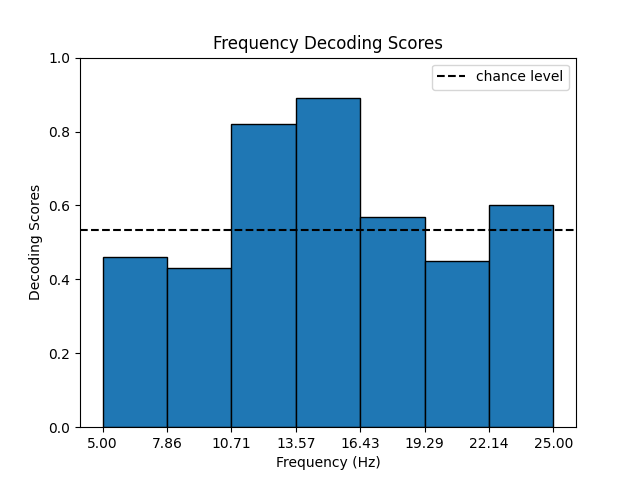 Frequency Decoding Scores
chance level
Decoding Scores
1.0
0.8
0.6
0.4
0.2
0.0
5.00 7.86 10.71 13.57 16.43 19.29 22.14 25.00
Frequency (Hz)